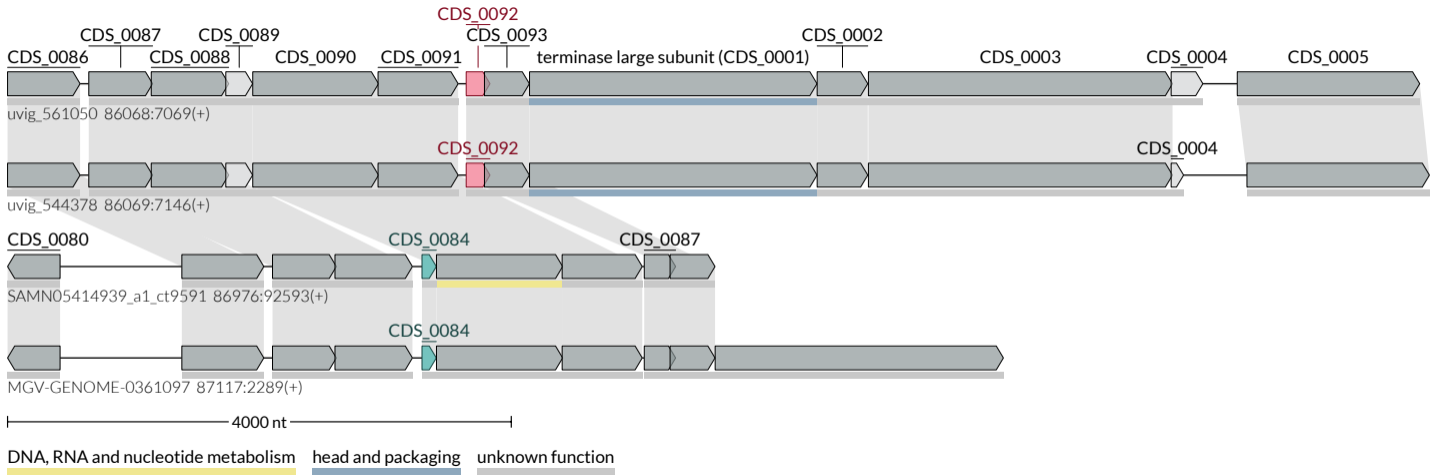 CDS_0092
CDS_0087 CDS_0089 CDS_0093 CDS_0002
CDS_0086 CDS_0088 CDS_0090 CDS_0091 terminase large subunit (CDS_0001) CDS_0003 CDS_0004 CDS_0005
uvig_561050 86068:7069(+)
CDS_0092 CDS_0004
uvig_544378 86069:7146(+)
CDS_0080 CDS_0084 CDS_0087
SAMN05414939_a1_ct9591 86976:92593(+)
CDS_0084
MGV-GENOME-0361097 87117:2289(+)
4000 nt
DNA, RNA and nucleotide metabolism head and packaging unknown function